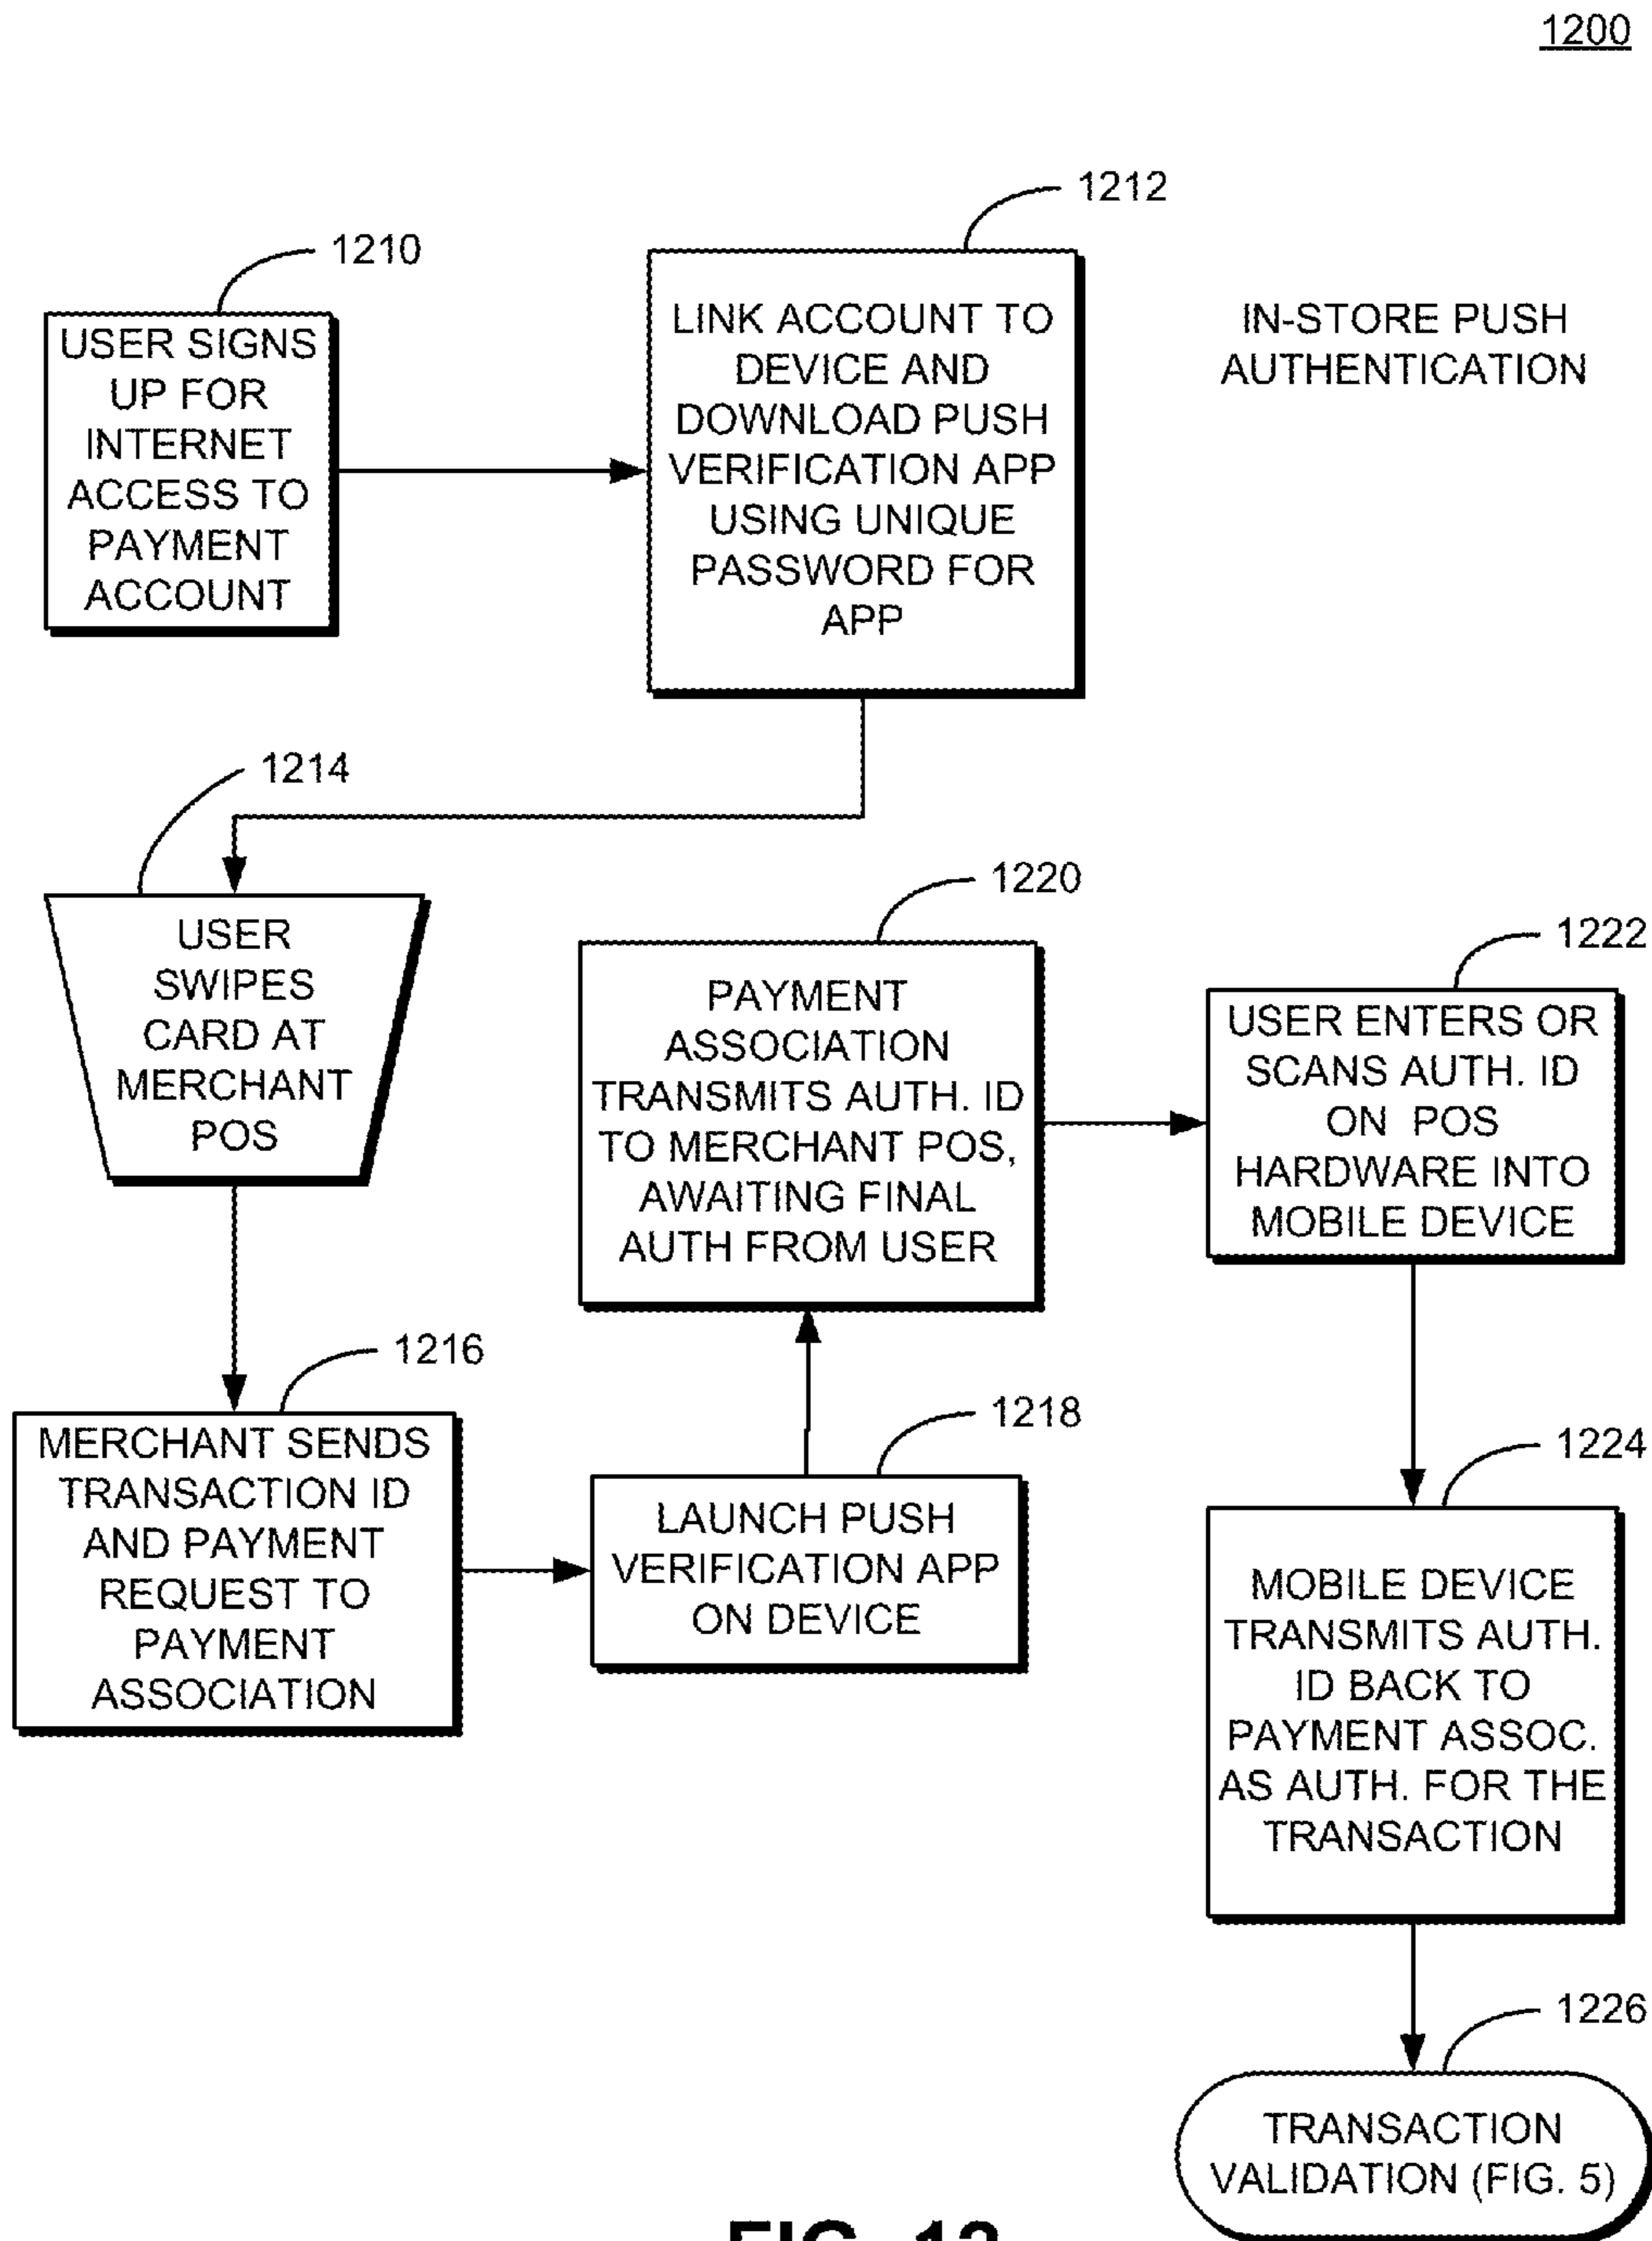 1200
1210
USER SIGNS
UP FOR
INTERNET
ACCESS TO
PAYMENT
ACCOUNT
1212
LINK ACCOUNT TO
DEVICE AND
DOWNLOAD PUSH
VERIFICATION APP
USING UNIQUE
PASSWORD FOR
APP
IN-STORE PUSH
AUTHENTICATION
1214
USER
SWIPES
CARD AT
MERCHANT
POS
1216
MERCHANT SENDS
TRANSACTION ID
AND PAYMENT
REQUEST TO
PAYMENT
ASSOCIATION
1218
LAUNCH PUSH
VERIFICATION APP
ON DEVICE
1220
PAYMENT
ASSOCIATION
TRANSMITS AUTH. ID
TO MERCHANT POS,
AWAITING FINAL
AUTH FROM USER
1222
USER ENTERS OR
SCANS AUTH. ID
ON POS
HARDWARE INTO
MOBILE DEVICE
1224
MOBILE DEVICE
TRANSMITS AUTH.
ID BACK TO
PAYMENT ASSOC.
AS AUTH. FOR THE
TRANSACTION
1226
TRANSACTION
VALIDATION (FIG. 5)